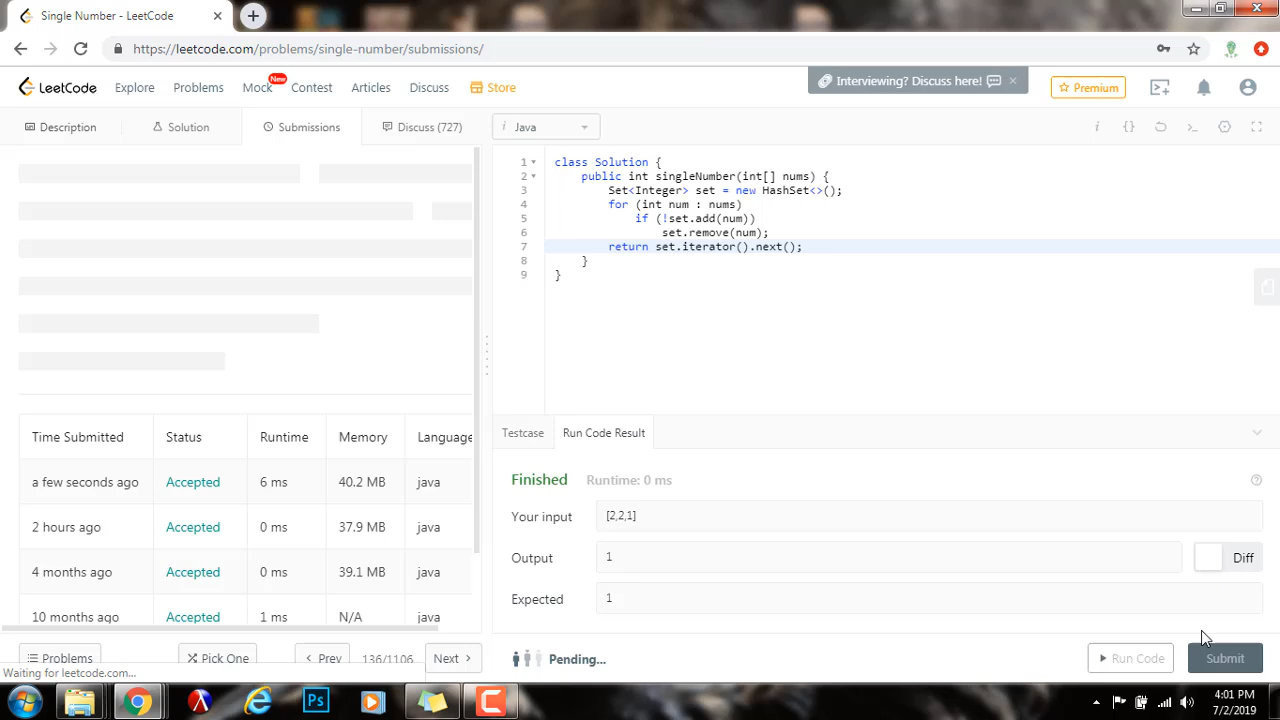 Single Number - LeetCode
https://leetcode.com/problems/single-number/submissions/
LeetCode
Explore
Problems
Mock
New
Contest
Articles
Discuss
Store
Interviewing? Discuss here!
Premium
Description
Solution
Submissions
Discuss (727)
i Java
1 class Solution {
2 public int singleNumber(int[] nums) {
3 Set<Integer> set = new HashSet<>();
4 for (int num : nums)
5 if (!set.add(num))
6 set.remove(num);
7 return set.iterator().next();
8 }
9 }
Time Submitted Status Runtime Memory Language
a few seconds ago Accepted 6 ms 40.2 MB java
2 hours ago Accepted 0 ms 37.9 MB java
4 months ago Accepted 0 ms 39.1 MB java
10 months ago Accepted 1 ms N/A java
Testcase
Run Code Result
Finished Runtime: 0 ms
Your input [2,2,1]
Output 1
Diff
Expected 1
Problems
Pick One
Prev
136/1106
Next
Pending...
Run Code
Submit
Waiting for leetcode.com...
Ps
4:01 PM
7/2/2019